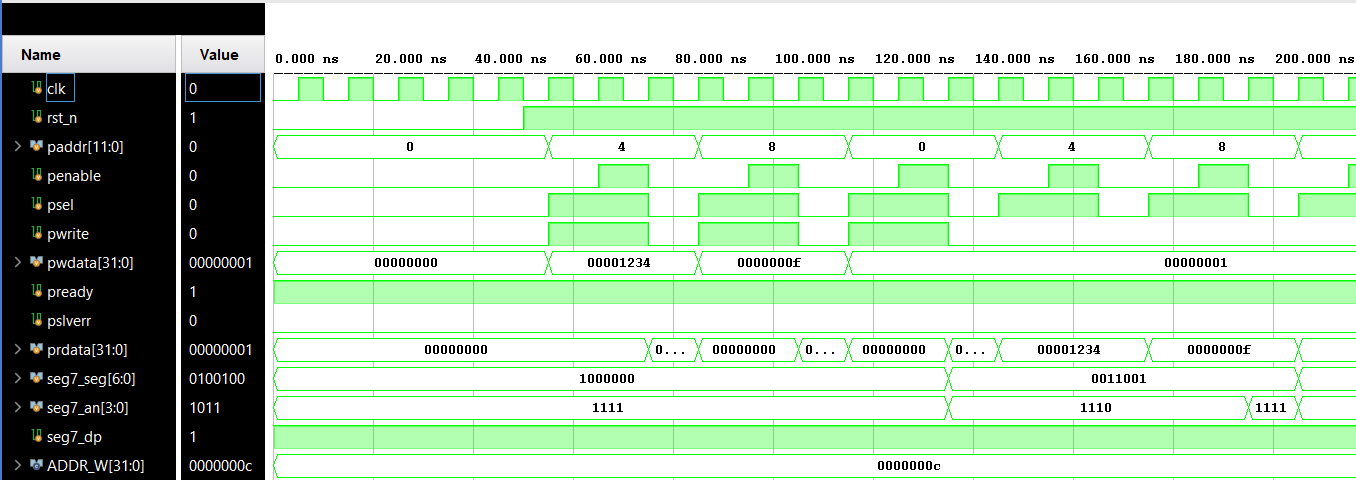 Name Value 0.000 ns 20.000 ns 40.000 ns 60.000 ns 80.000 ns 100.000 ns 120.000 ns 140.000 ns 160.000 ns 180.000 ns 200.000 ns
clk 0
rst_n 1
paddr[11:0] 0 0 4 8 0 4 8
penable 0
psel 0
pwrite 0
pwdata[31:0] 00000001 00000000 00001234 0000000f 00000001
pready 1
pslverr 0
prdata[31:0] 00000001 00000000 0... 00000000 0... 00000000 0... 00001234 0000000f
seg7_seg[6:0] 0100100 1000000 0011001
seg7_an[3:0] 1011 1111 1110 1111
seg7_dp 1
ADDR_W[31:0] 0000000c 0000000c